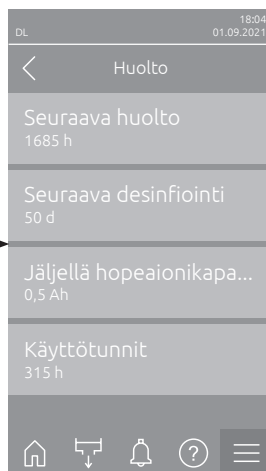 18:04
DL 01.09.2021
Huolto
Seuraava huolto
1685 h
Seuraava desinfiointi
50 d
Jäljellä hopeaionikapa...
0,5 Ah
Käyttötunnit
315 h
?